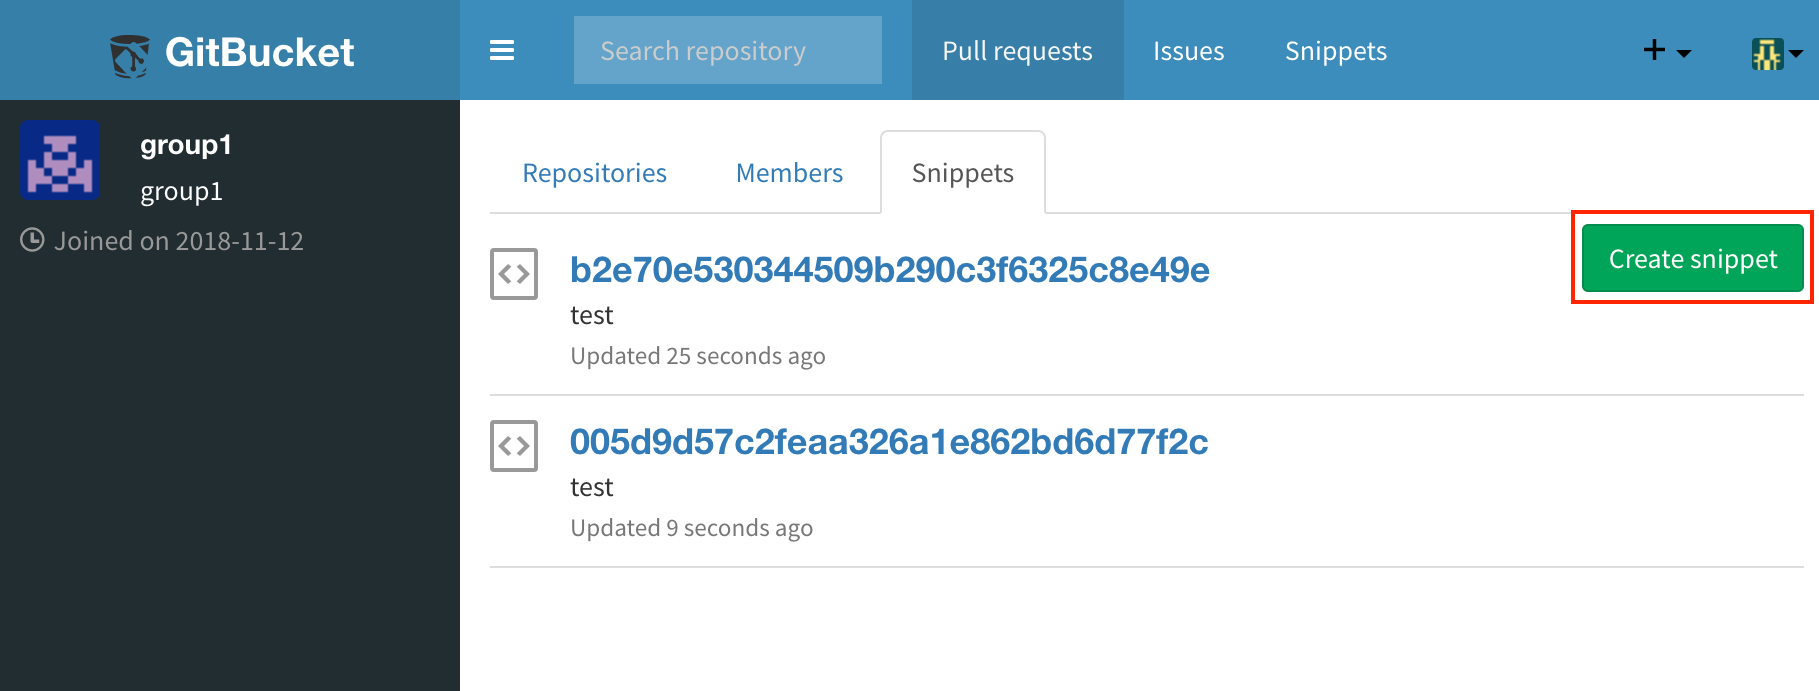 GitBucket
Search repository
Pull requests
Issues
Snippets
group1
group1
Joined on 2018-11-12
Repositories
Members
Snippets
Create snippet
b2e70e530344509b290c3f6325c8e49e
test
Updated 25 seconds ago
005d9d57c2feaa326a1e862bd6d77f2c
test
Updated 9 seconds ago